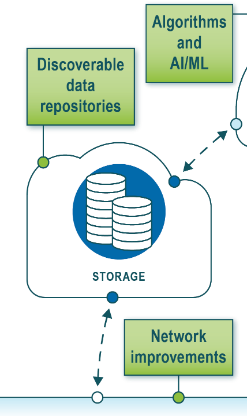 Algorithms
and
AI/ML
Discoverable
data
repositories
STORAGE
Network
improvements